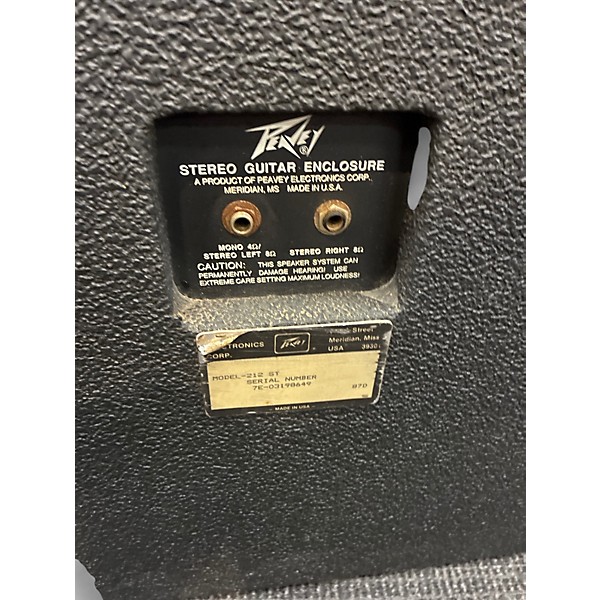 PEAVEY®
STEREO GUITAR ENCLOSURE
A PRODUCT OF PEAVEY ELECTRONICS CORP.
MERIDIAN, MS MADE IN U.S.A.
MONO 4Ω/
STEREO LEFT 8Ω STEREO RIGHT 8Ω
CAUTION: THIS SPEAKER SYSTEM CAN
PERMANENTLY DAMAGE HEARING! USE
EXTREME CARE SETTING MAXIMUM LOUDNESS!
Street
Meridian, Miss
CORP. PEAVEY USA 3930
MODEL-212 ST
SERIAL NUMBER
7E-03190649 87D
MADE IN USA